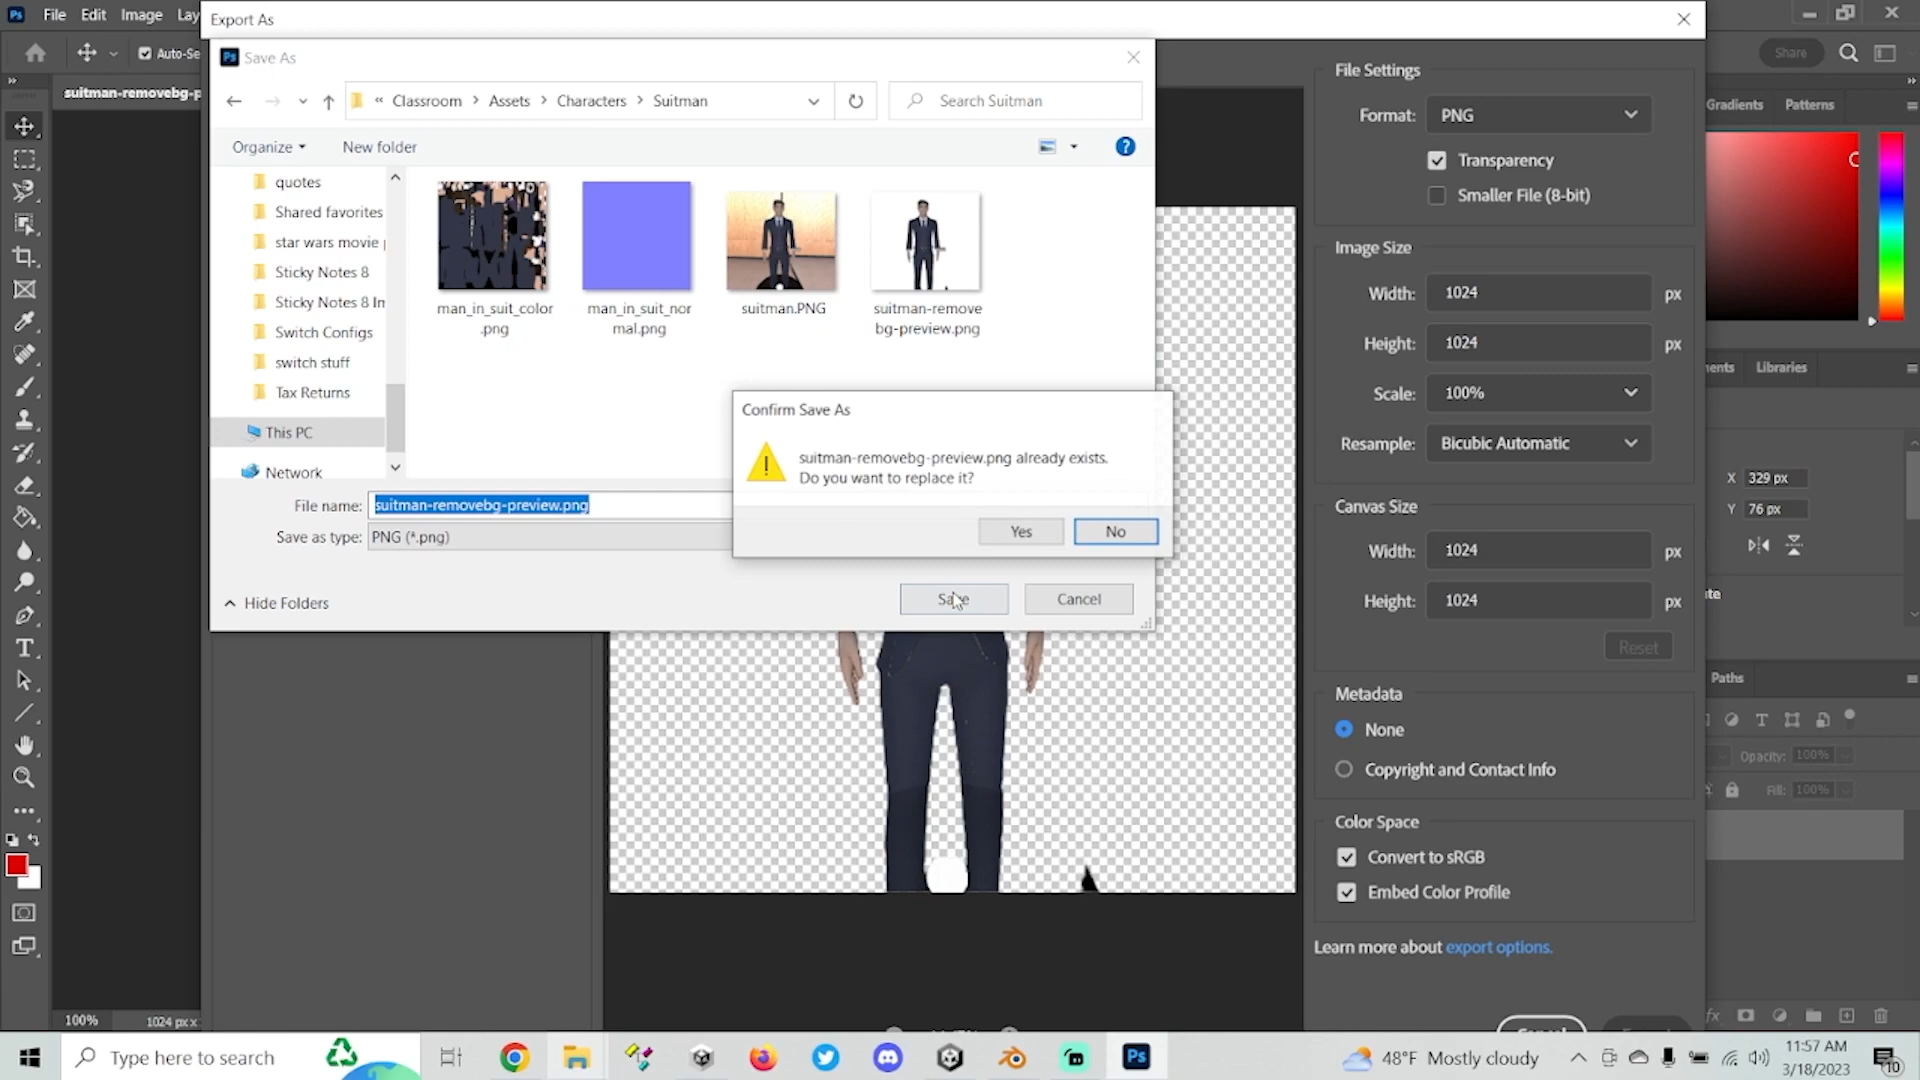 Ps File Edit Image Lay
Export As
Auto-Se
Share
suitman-removebg-p
Ps Save As
« Classroom > Assets > Characters > Suitman
Search Suitman
Organize New folder
quotes
Shared favorites
star wars movie
Sticky Notes 8
Sticky Notes 8 In
Switch Configs
switch stuff
Tax Returns
This PC
Network
man_in_suit_color
.png
man_in_suit_nor
mal.png
suitman.PNG
suitman-remove
bg-preview.png
Confirm Save As
suitman-removebg-preview.png already exists.
Do you want to replace it?
Yes No
File name: suitman-removebg-preview.png
Save as type: PNG (*.png)
Hide Folders
Save Cancel
File Settings
Format: PNG
Transparency
Smaller File (8-bit)
Image Size
Width: 1024 px
Height: 1024 px
Scale: 100%
Resample: Bicubic Automatic
Canvas Size
Width: 1024 px
Height: 1024 px
Reset
Metadata
None
Copyright and Contact Info
Color Space
Convert to sRGB
Embed Color Profile
Learn more about export options.
Gradients Patterns
ments Libraries
X 329 px
Y 76 px
ute
Paths
Opacity: 100%
Fill: 100%
fx
100% 1024 px x
Type here to search
Ps
48°F Mostly cloudy
11:57 AM
3/18/2023
10